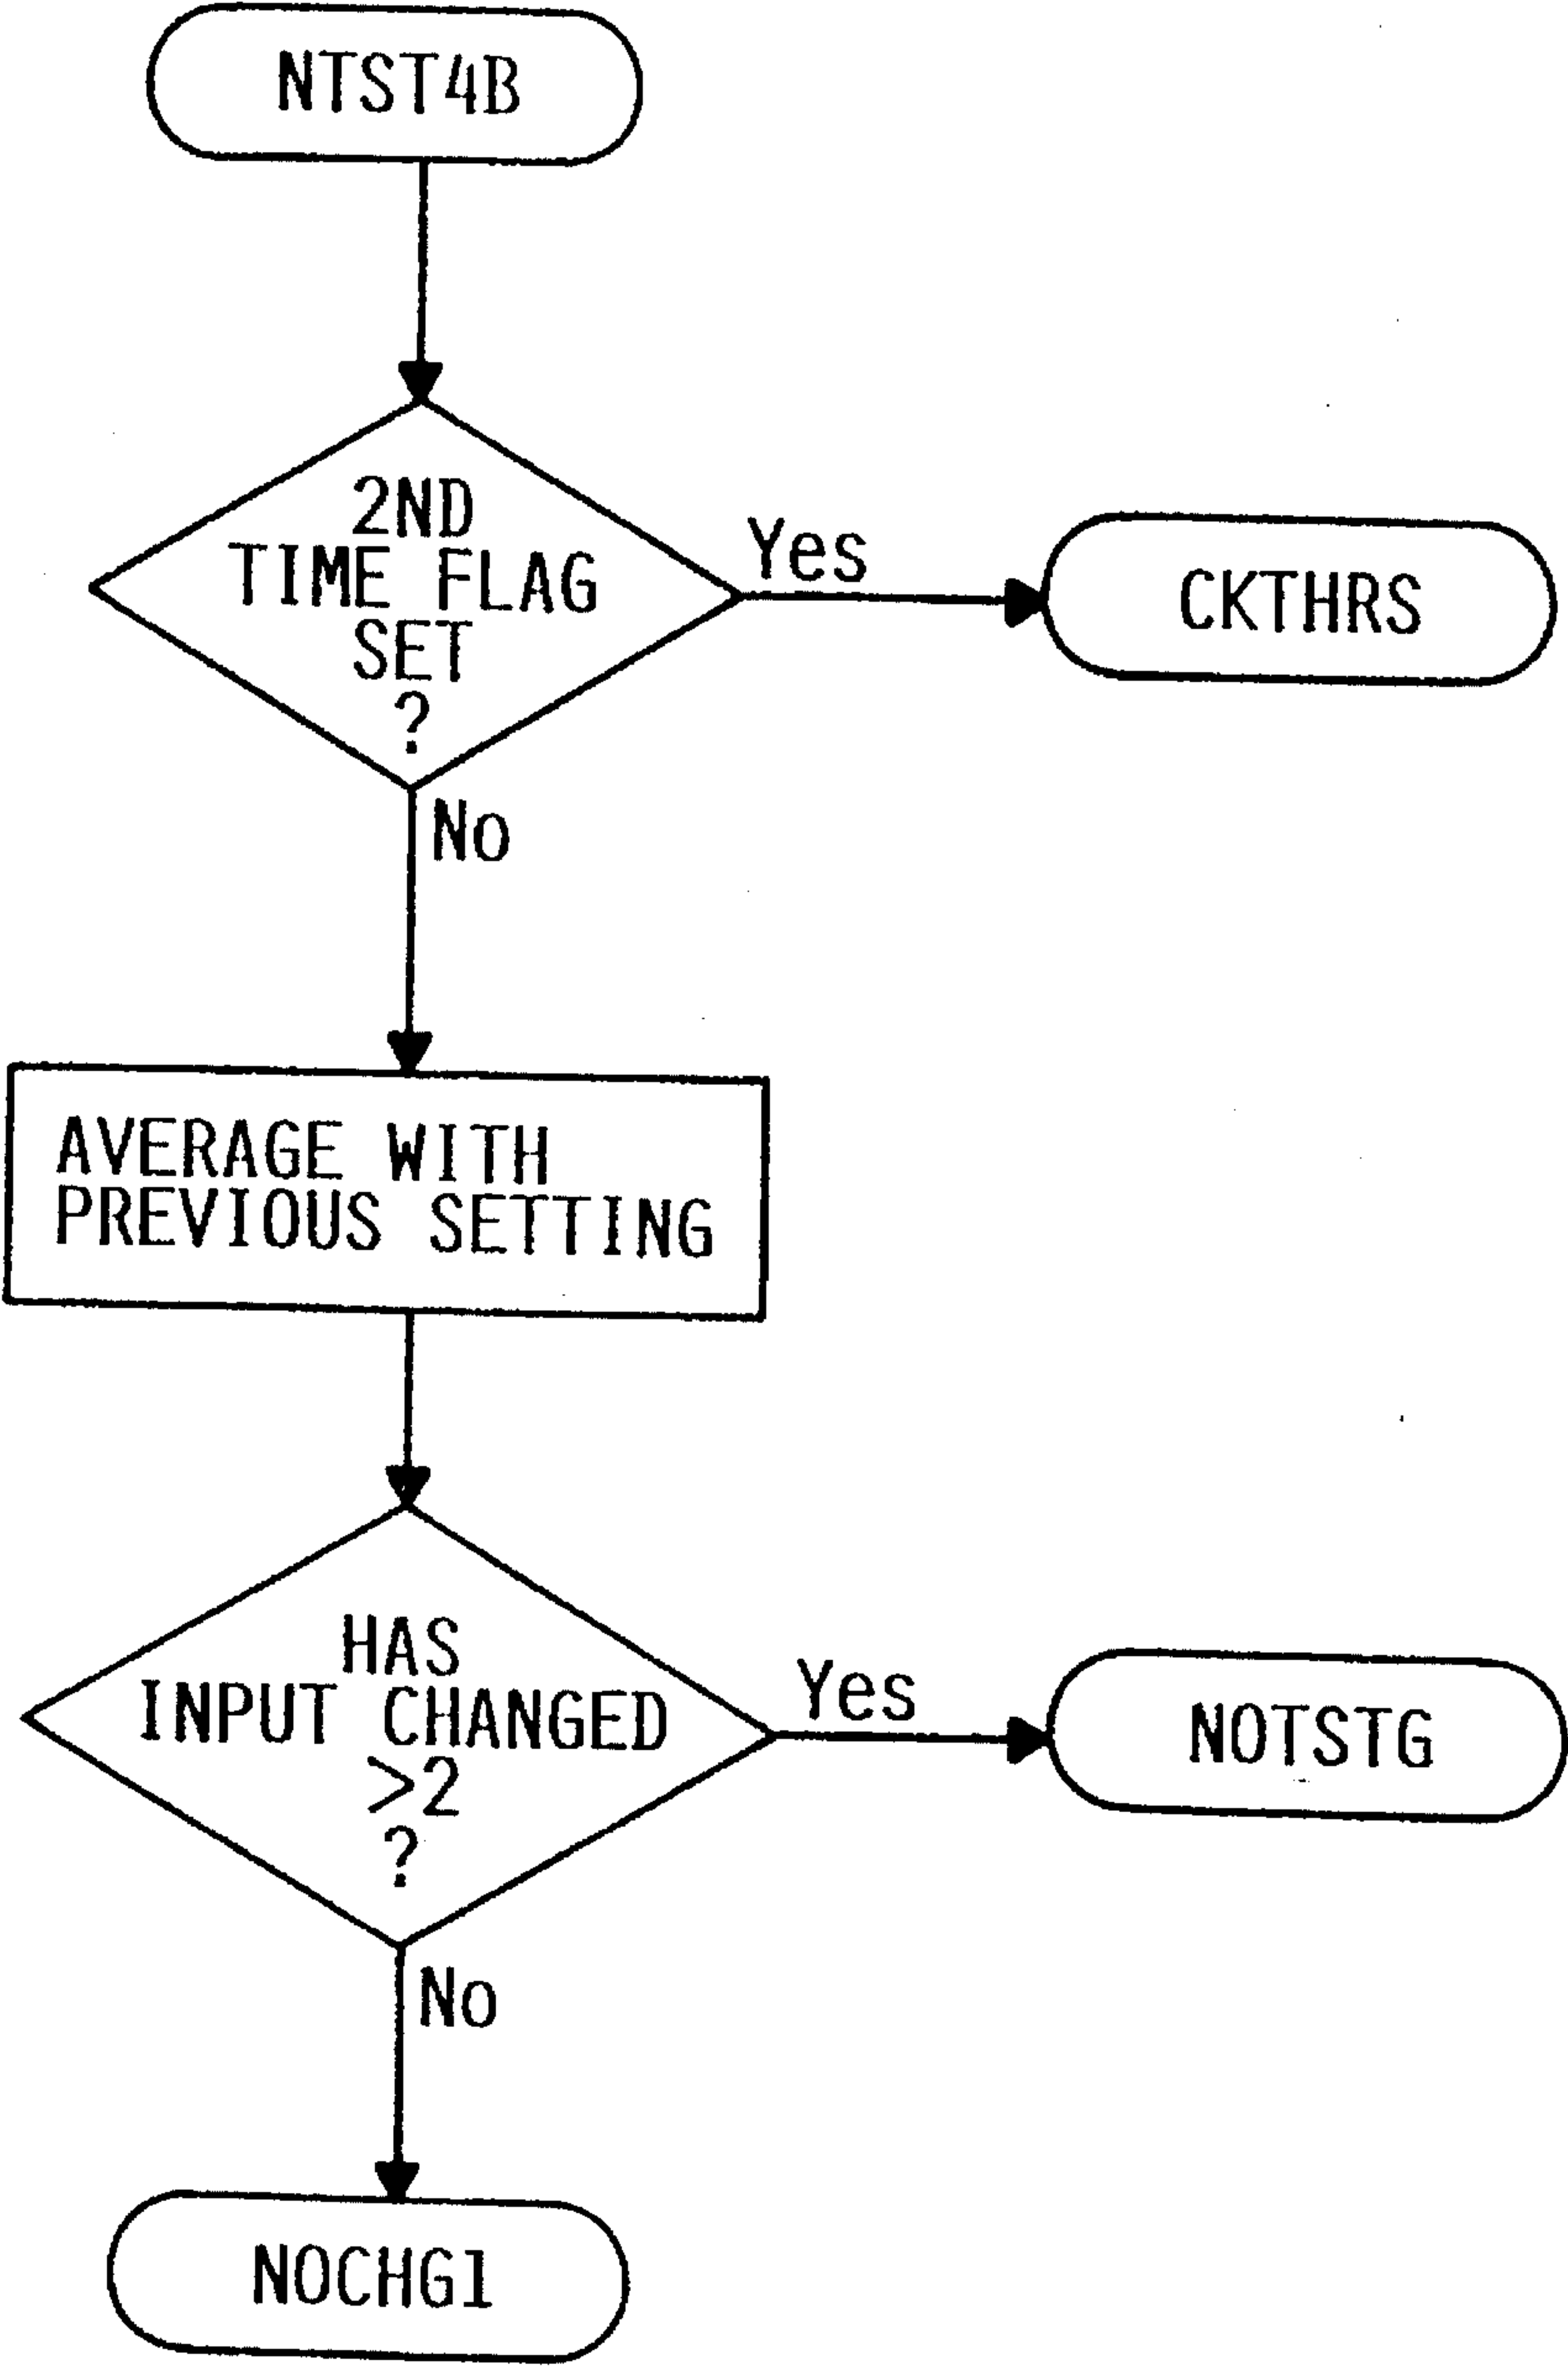 NTST4B
2ND
TIME FLAG
SET
?
Yes
CKTHRS
No
AVERAGE WITH
PREVIOUS SETTING
HAS
INPUT CHANGED
>2
?
Yes
NOTSTG
No
NOCHG1